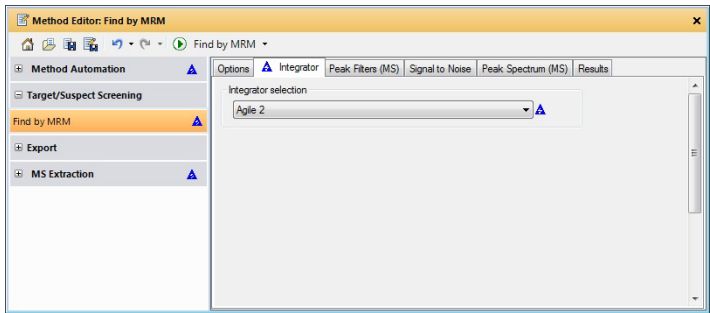 Method Editor: Find by MRM
Find by MRM
Method Automation
Target/Suspect Screening
Find by MRM
Export
MS Extraction
Options Integrator Peak Filters (MS) Signal to Noise Peak Spectrum (MS) Results
Integrator selection
Agile 2